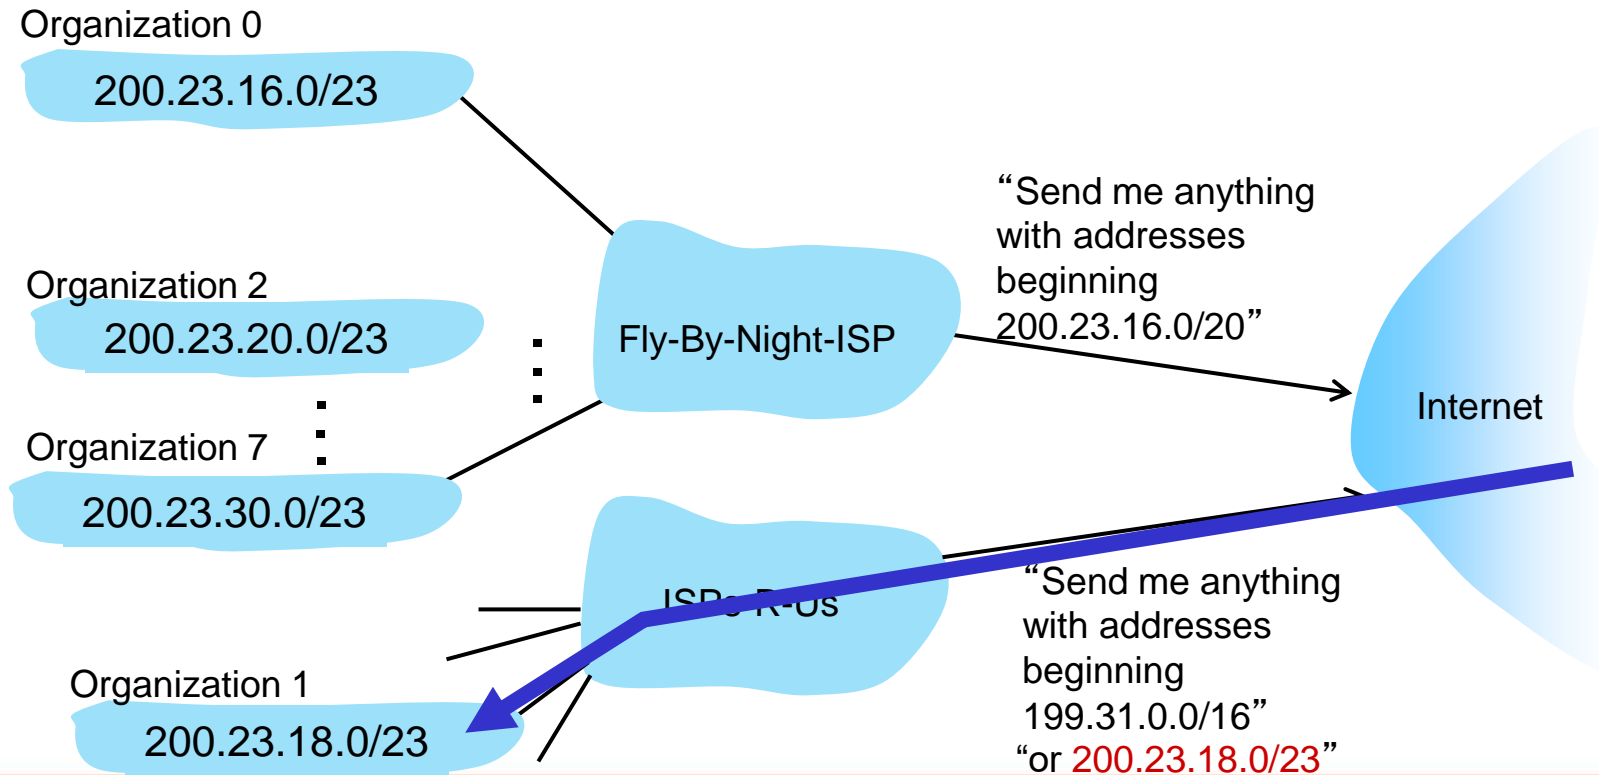 Organization 0
200.23.16.0/23
Organization 2
200.23.20.0/23
Organization 7
200.23.30.0/23
Fly-By-Night-ISP
“Send me anything
with addresses
beginning
200.23.16.0/20”
Internet
ISPs-R-Us
Organization 1
200.23.18.0/23
“Send me anything
with addresses
beginning
199.31.0.0/16”
“or 200.23.18.0/23”